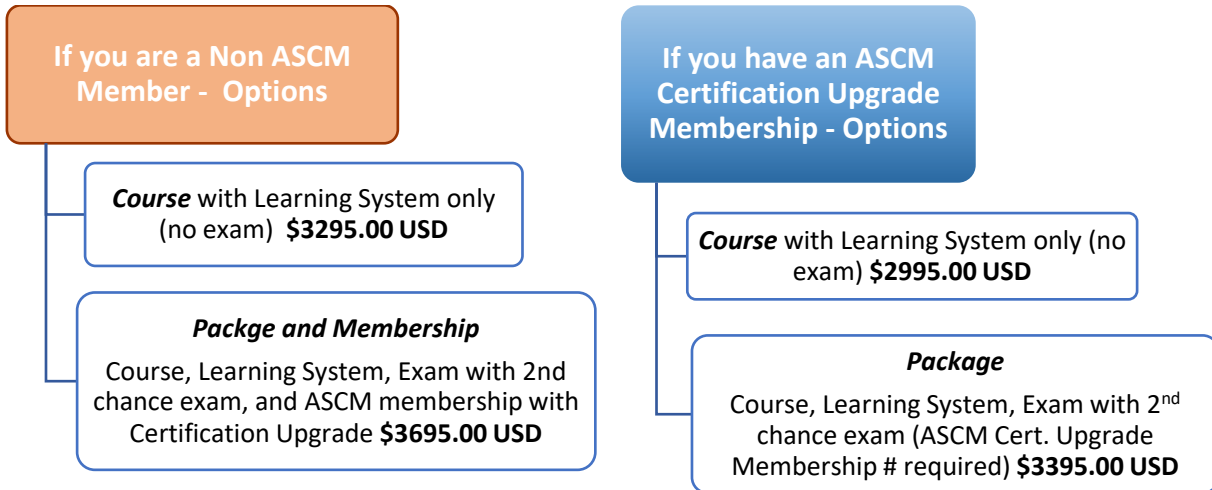 If you are a Non ASCM
Member - Options
Course with Learning System only
(no exam) $3295.00 USD
Packge and Membership
Course, Learning System, Exam with 2nd
chance exam, and ASCM membership with
Certification Upgrade $3695.00 USD
If you have an ASCM
Certification Upgrade
Membership - Options
Course with Learning System only (no
exam) $2995.00 USD
Package
Course, Learning System, Exam with 2nd
chance exam (ASCM Cert. Upgrade
Membership # required) $3395.00 USD